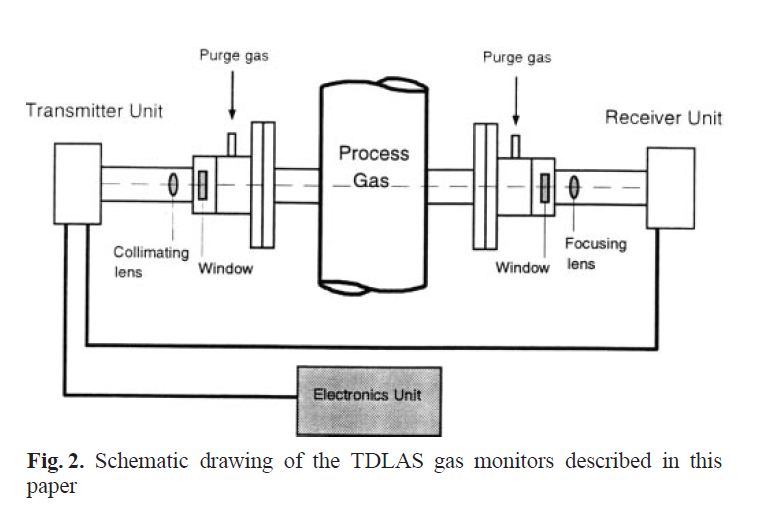 Purge gas
Purge gas
Transmitter Unit
Receiver Unit
Process
Gas
Collimating
lens
Window
Window
Focusing
lens
Electronics Unit
Fig. 2. Schematic drawing of the TDLAS gas monitors described in this
paper